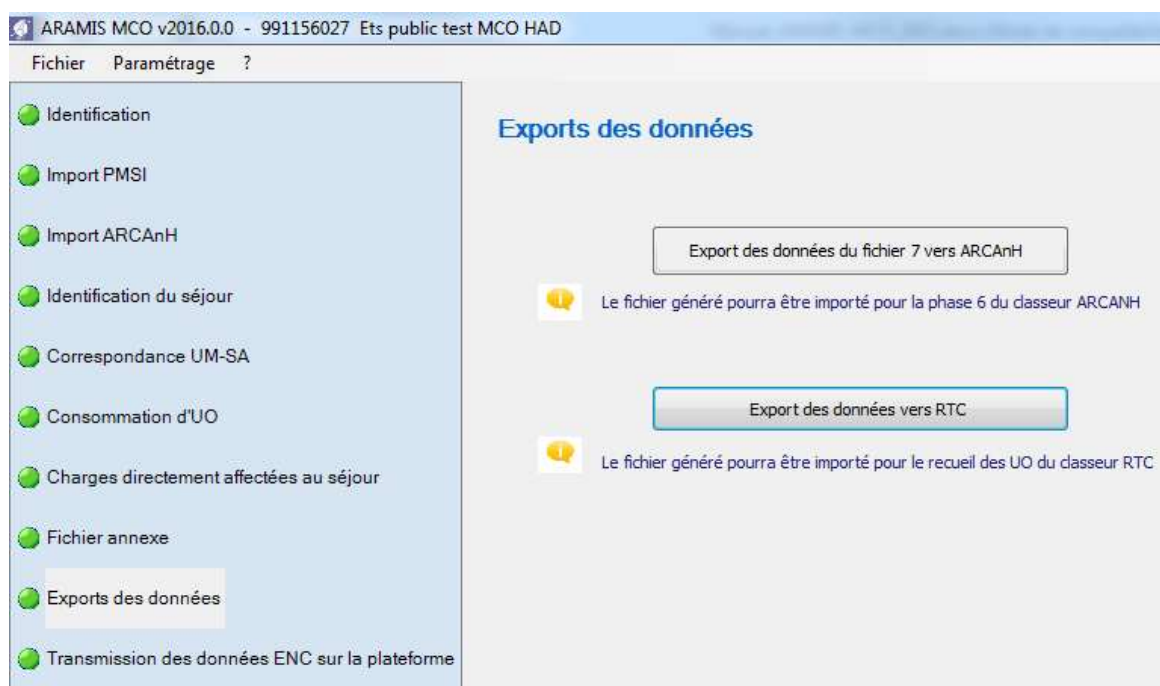 ARAMIS MCO v2016.0.0 - 991156027 Ets public test MCO HAD
Fichier Paramétrage ?
Identification
Import PMSI
Import ARCAnH
Identification du séjour
Correspondance UM-SA
Consommation d'UO
Charges directement affectées au séjour
Fichier annexe
Exports des données
Transmission des données ENC sur la plateforme
Exports des données
Export des données du fichier 7 vers ARCAnH
Le fichier généré pourra être importé pour la phase 6 du classeur ARCANH
Export des données vers RTC
Le fichier généré pourra être importé pour le recueil des UO du classeur RTC